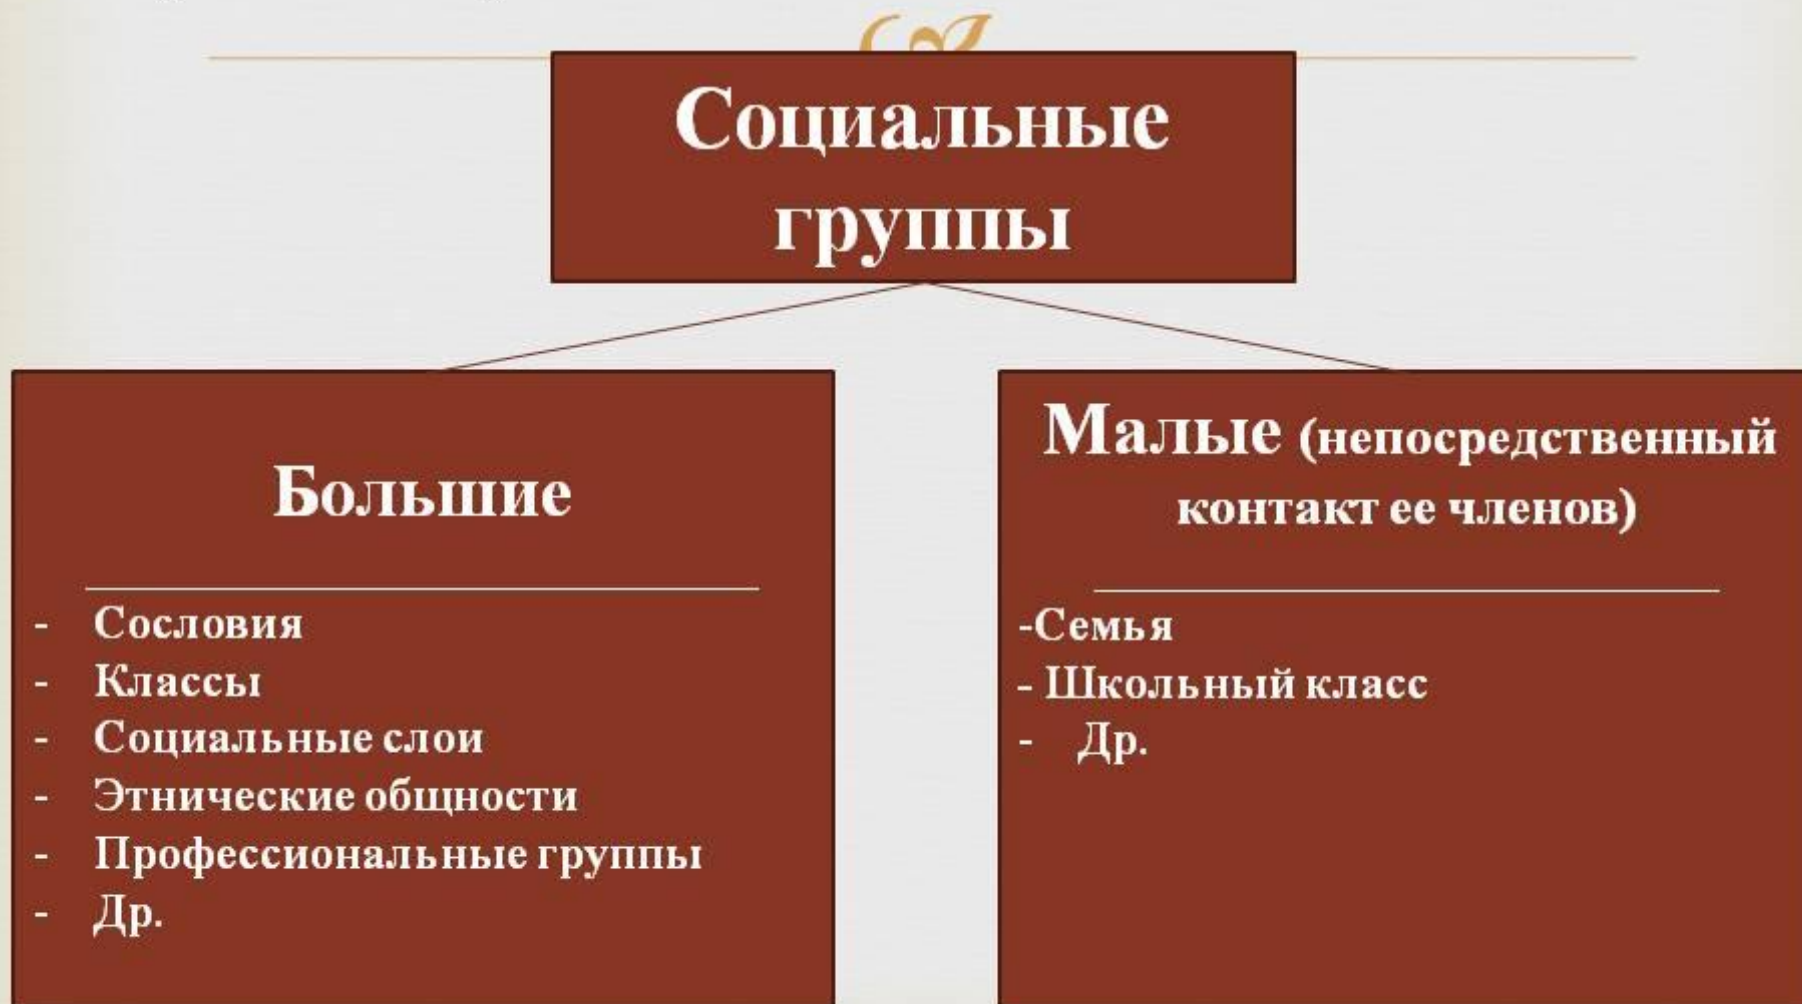 Социальные
группы
Большие
- Сословия
- Классы
- Социальные слои
- Этнические общности
- Профессиональные группы
- Др.
Малые (непосредственный
контакт ее членов)
-Семья
- Школьный класс
- Др.